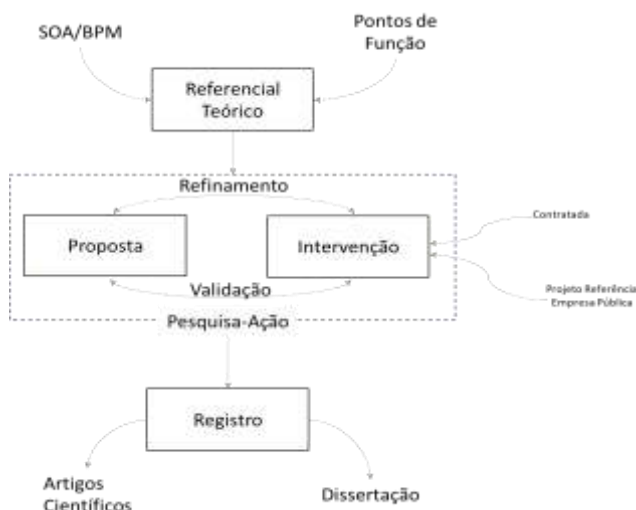 SOA/BPM
Pontos de
Função
Referencial
Teórico
Refinamento
Proposta
Intervenção
Contratada
Validação
Projeto Referência
Empresa Pública
Pesquisa-Ação
Registro
Artigos
Científicos
Dissertação